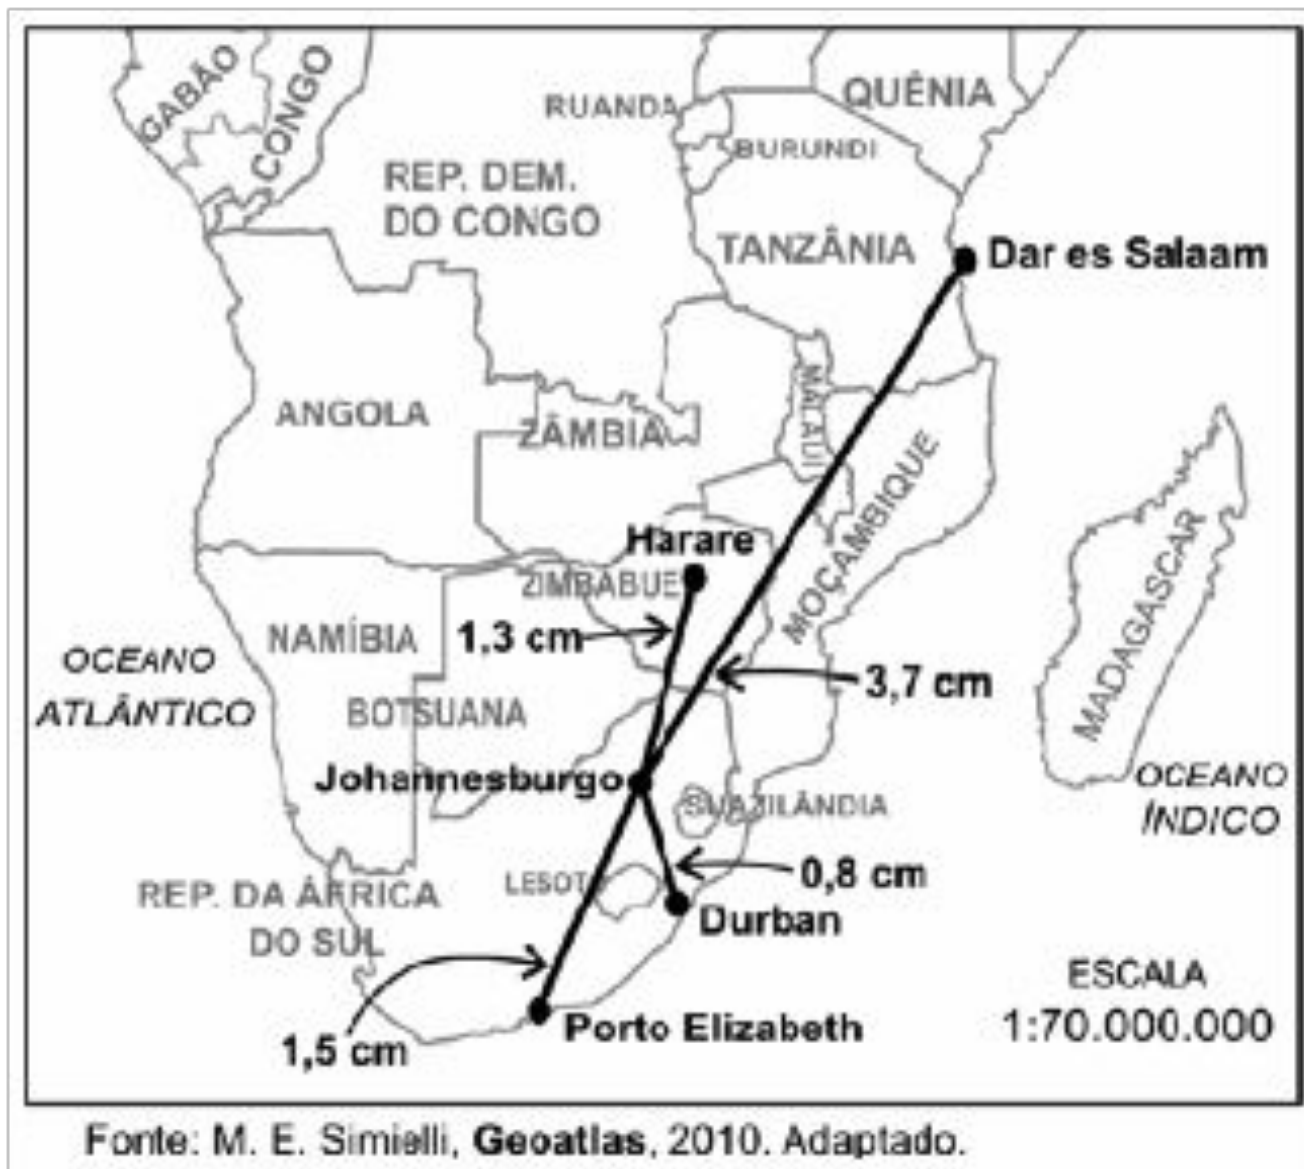 GABÃO
CONGO
RUANDA
QUÊNIA
BURUNDI
REP. DEM.
DO CONGO
TANZÂNIA
Dar es Salaam
ANGOLA
ZÂMBIA
MALAUI
MOÇAMBIQUE
Harare
ZIMBÁBUE
MADAGASCAR
NAMÍBIA
1,3 cm
3,7 cm
OCEANO
ATLÂNTICO
BOTSUANA
Johannesburgo
SUAZILÂNDIA
OCEANO
ÍNDICO
0,8 cm
LESOTO
REP. DA ÁFRICA
DO SUL
Durban
ESCALA
1:70.000.000
Porto Elizabeth
1,5 cm
Fonte: M. E. Simielli, Geoatlas, 2010. Adaptado.